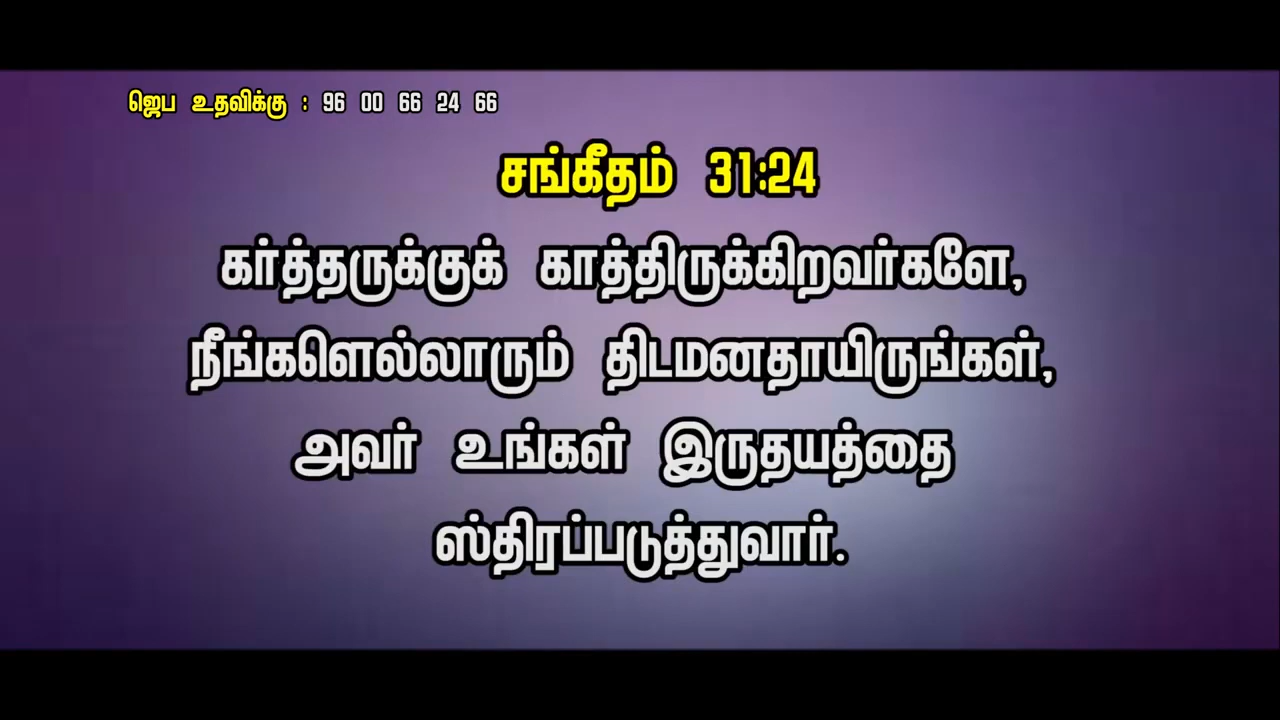 ஜெப உதவிக்கு : 96 00 66 24 66
சங்கீதம் 31:24
கர்த்தருக்குக் காத்திருக்கிறவர்களே,
நீங்களெல்லாரும் திடமனதாயிருங்கள்,
அவர் உங்கள் இருதயத்தை
ஸ்திரப்படுத்துவார்.